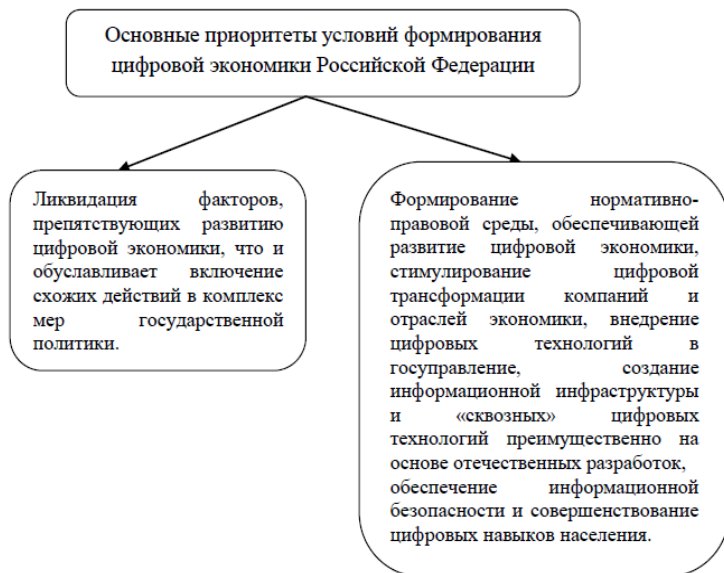 Основные приоритеты условий формирования
цифровой экономики Российской Федерации
Ликвидация факторов,
препятствующих развитию
цифровой экономики, что и
обуславливает включение
схожих действий в комплекс
мер государственной
политики.
Формирование нормативно-
правовой среды, обеспечивающей
развитие цифровой экономики,
стимулирование цифровой
трансформации компаний и
отраслей экономики, внедрение
цифровых технологий в
госуправление, создание
информационной инфраструктуры
и «сквозных» цифровых
технологий преимущественно на
основе отечественных разработок,
обеспечение информационной
безопасности и совершенствование
цифровых навыков населения.